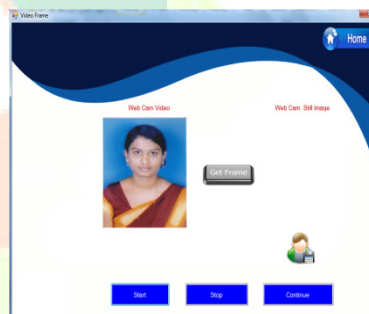 Video Frame
Home
Web Cam Video
Web Cam Still Image
Get Frame
Start
Stop
Continue